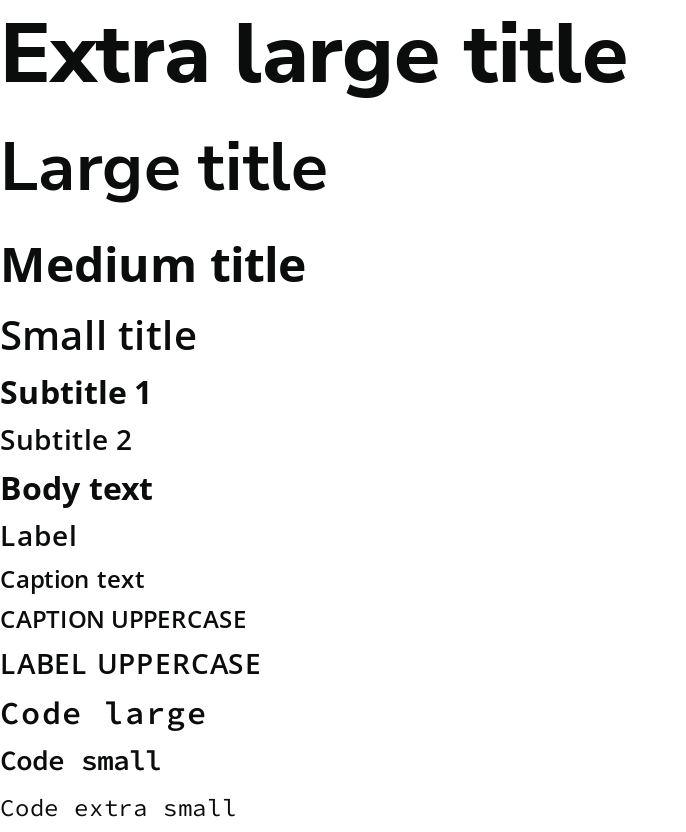 Extra large title
Large title
Medium title
Small title
Subtitle 1
Subtitle 2
Body text
Label
Caption text
CAPTION UPPERCASE
LABEL UPPERCASE
Code large
Code small
Code extra small